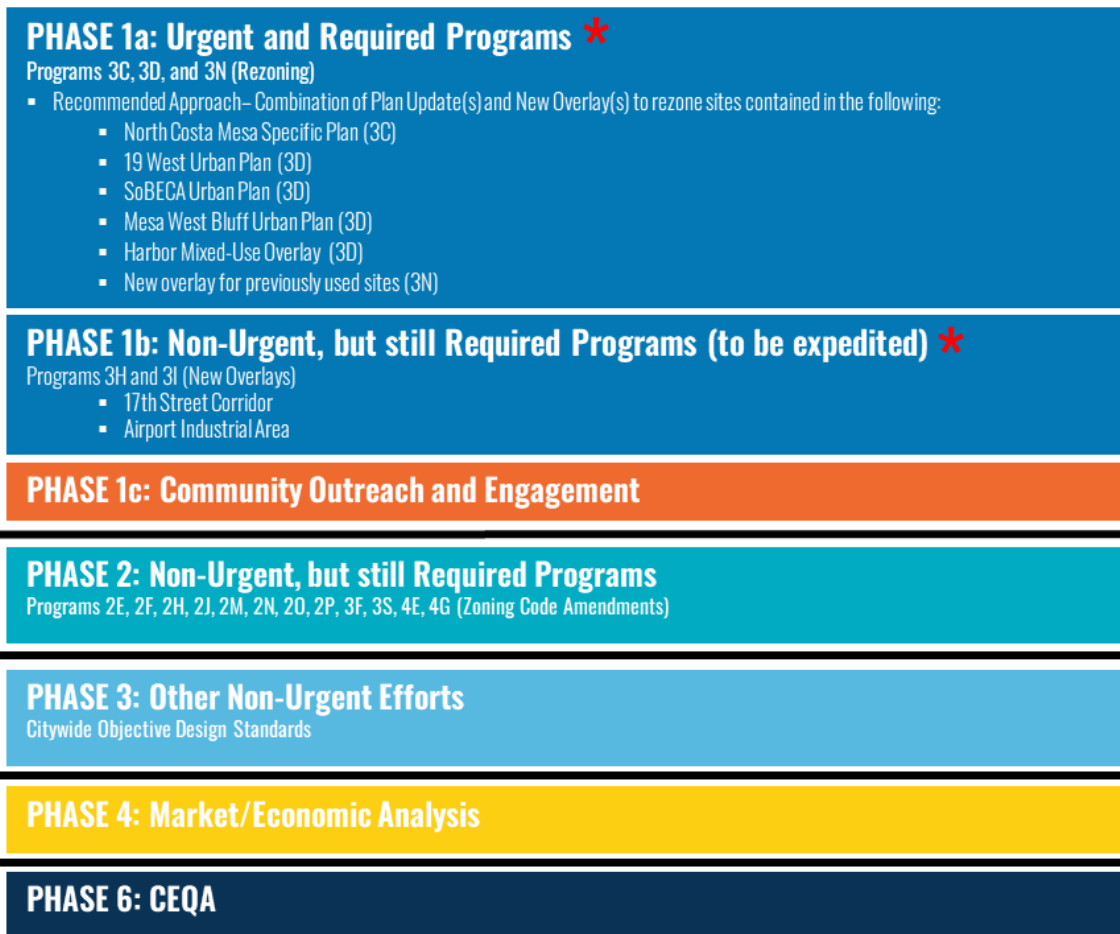 PHASE 1a: Urgent and Required Programs *
Programs 3C, 3D, and 3N (Rezoning)
▪ Recommended Approach– Combination of Plan Update(s) and New Overlay(s) to rezone sites contained in the following:
▪ North Costa Mesa Specific Plan (3C)
▪ 19 West Urban Plan (3D)
▪ SoBECA Urban Plan (3D)
▪ Mesa West Bluff Urban Plan (3D)
▪ Harbor Mixed-Use Overlay (3D)
▪ New overlay for previously used sites (3N)
PHASE 1b: Non-Urgent, but still Required Programs (to be expedited) *
Programs 3H and 3I (New Overlays)
▪ 17th Street Corridor
▪ Airport Industrial Area
PHASE 1c: Community Outreach and Engagement
PHASE 2: Non-Urgent, but still Required Programs
Programs 2E, 2F, 2H, 2J, 2M, 2N, 2O, 2P, 3F, 3S, 4E, 4G (Zoning Code Amendments)
PHASE 3: Other Non-Urgent Efforts
Citywide Objective Design Standards
PHASE 4: Market/Economic Analysis
PHASE 6: CEQA